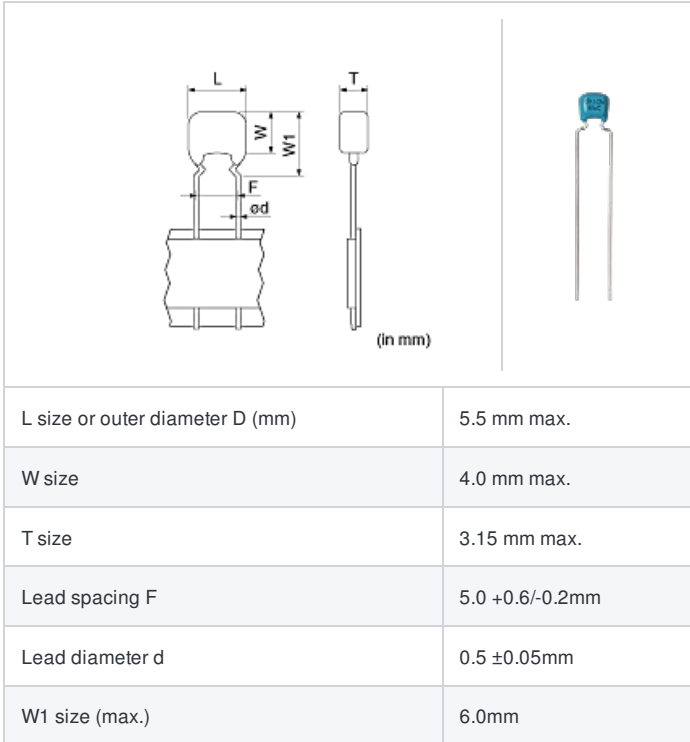 L
T
W
W1
F
ød
(in mm)
L size or outer diameter D (mm) 5.5 mm max.
W size 4.0 mm max.
T size 3.15 mm max.
Lead spacing F 5.0 +0.6/-0.2mm
Lead diameter d 0.5 ±0.05mm
W1 size (max.) 6.0mm